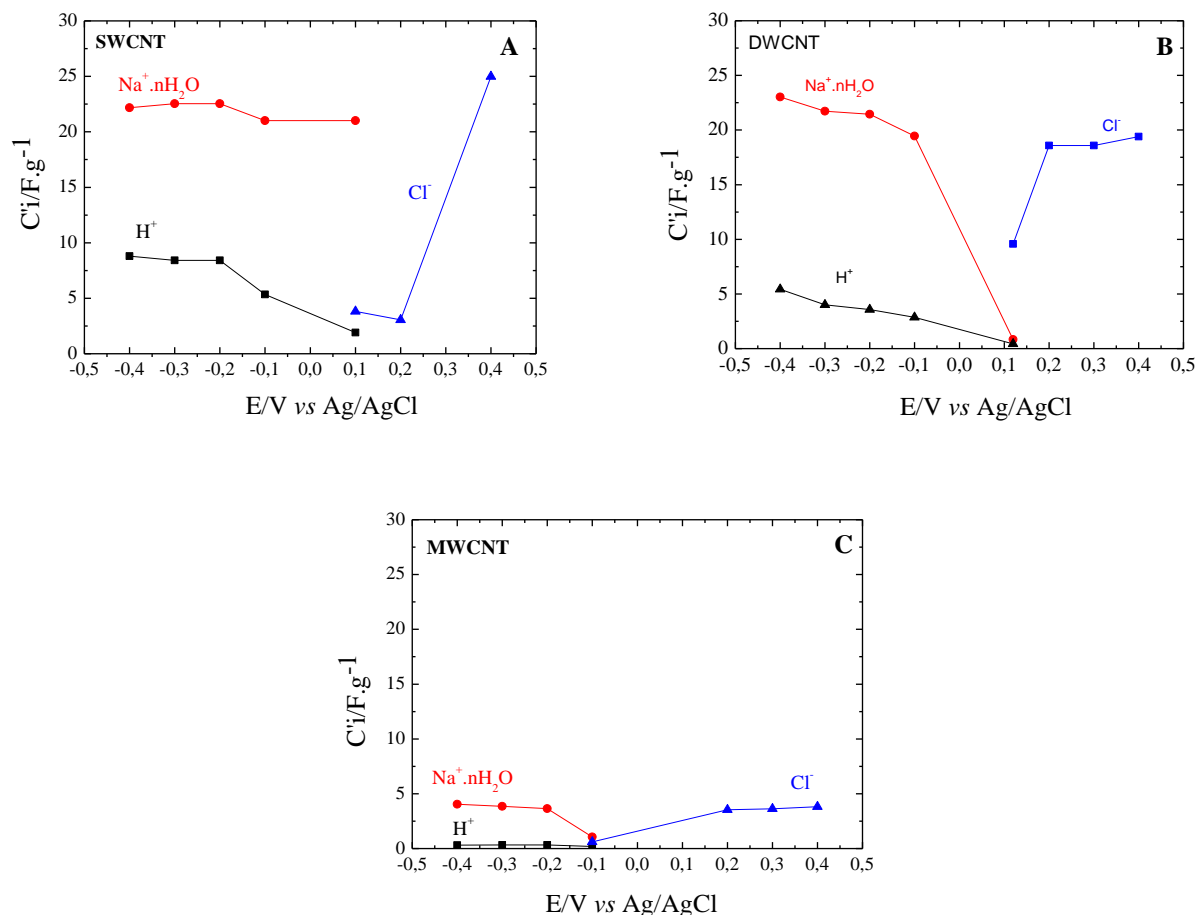 SWCNT
A
Na⁺.nH₂O
H⁺
Cl⁻
C'i/F.g⁻¹
30
25
20
15
10
5
0
-0,5 -0,4 -0,3 -0,2 -0,1 0,0 0,1 0,2 0,3 0,4 0,5
E/V vs Ag/AgCl
DWCNT
B
Na⁺.nH₂O
Cl⁻
H⁺
C'i/F.g⁻¹
30
25
20
15
10
5
0
-0,5 -0,4 -0,3 -0,2 -0,1 0,0 0,1 0,2 0,3 0,4 0,5
E/V vs Ag/AgCl
MWCNT
C
Na⁺.nH₂O
H⁺
Cl⁻
C'i/F.g⁻¹
30
25
20
15
10
5
0
-0,5 -0,4 -0,3 -0,2 -0,1 0,0 0,1 0,2 0,3 0,4 0,5
E/V vs Ag/AgCl